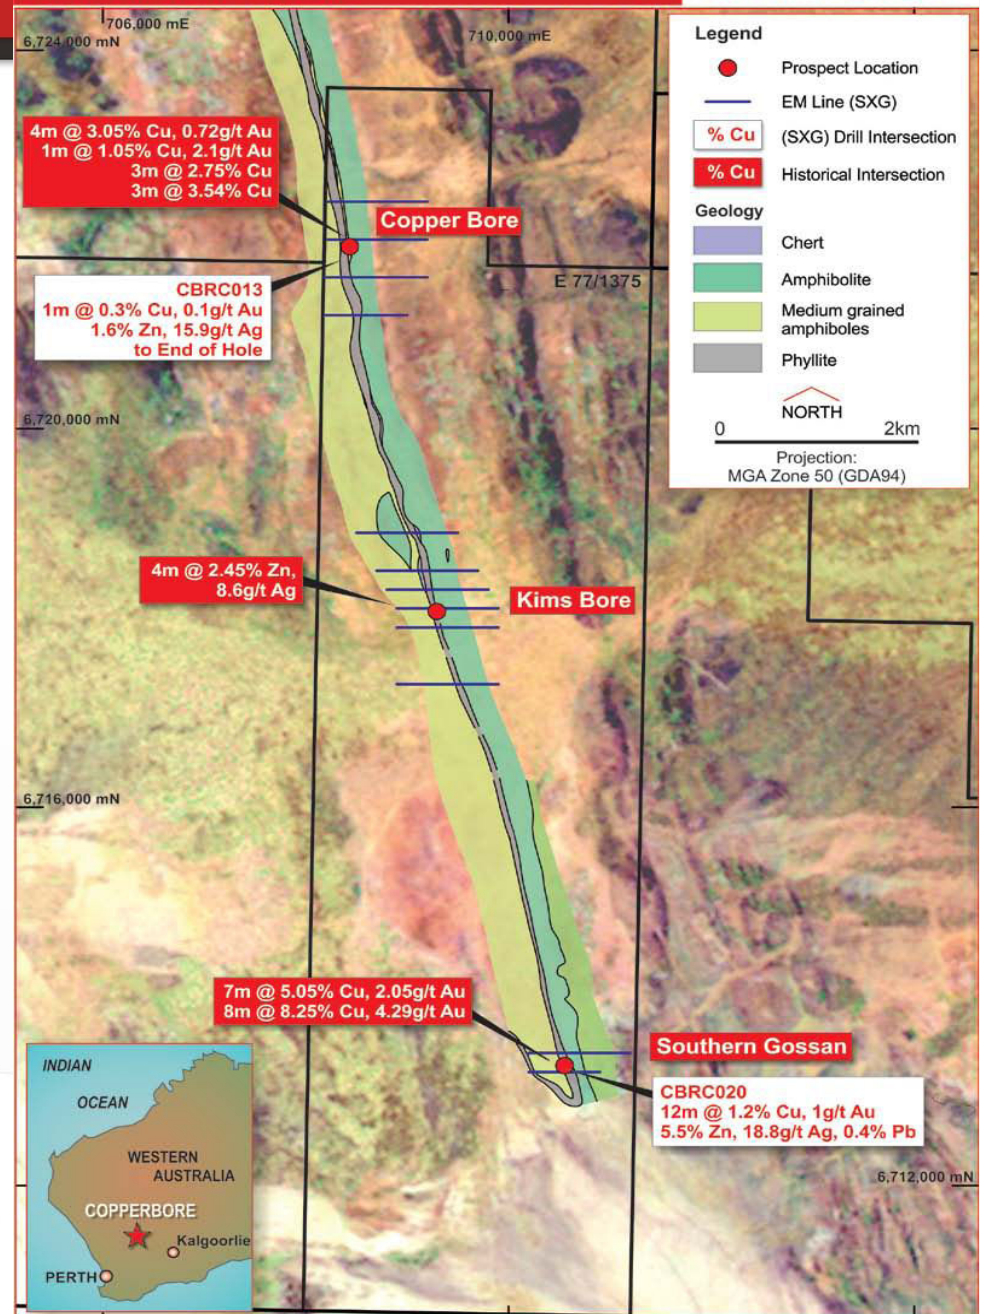 706,000 mE
710,000 mE
6,724,000 mN
Legend
Prospect Location
EM Line (SXG)
% Cu
(SXG) Drill Intersection
% Cu
Historical Intersection
Geology
Chert
Amphibolite
Medium grained
amphiboles
Phyllite
NORTH
0
2km
Projection:
MGA Zone 50 (GDA94)
4m @ 3.05% Cu, 0.72g/t Au
1m @ 1.05% Cu, 2.1g/t Au
3m @ 2.75% Cu
3m @ 3.54% Cu
Copper Bore
E 77/1375
CBRC013
1m @ 0.3% Cu, 0.1g/t Au
1.6% Zn, 15.9g/t Ag
to End of Hole
6,720,000 mN
4m @ 2.45% Zn,
8.6g/t Ag
Kims Bore
6,716,000 mN
7m @ 5.05% Cu, 2.05g/t Au
8m @ 8.25% Cu, 4.29g/t Au
Southern Gossan
CBRC020
12m @ 1.2% Cu, 1g/t Au
5.5% Zn, 18.8g/t Ag, 0.4% Pb
6,712,000 mN
INDIAN
OCEAN
WESTERN
AUSTRALIA
COPPERBORE
Kalgoorlie
PERTH